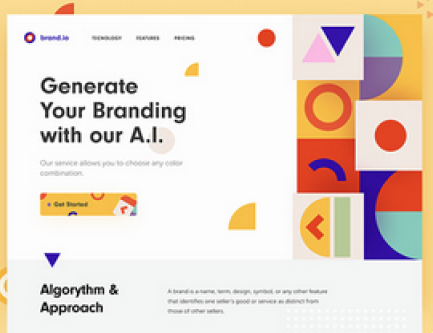 brand.io
TECNOLOGY FEATURES PRICING
Generate
Your Branding
with our A.I.
Our service allows you to choose any color
combination.
Get Started
Algorythm &
Approach
A brand is a name, term, design, symbol, or any other feature
that identifies one seller's good or service as distinct from
those of other sellers.